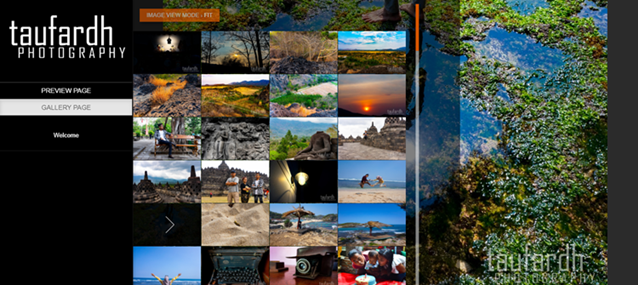 taufardh
PHOTOGRAPHY
PREVIEW PAGE
GALLERY PAGE
Welcome
IMAGE VIEW MODE - FIT
taufardh
PHOTOGRAPHY